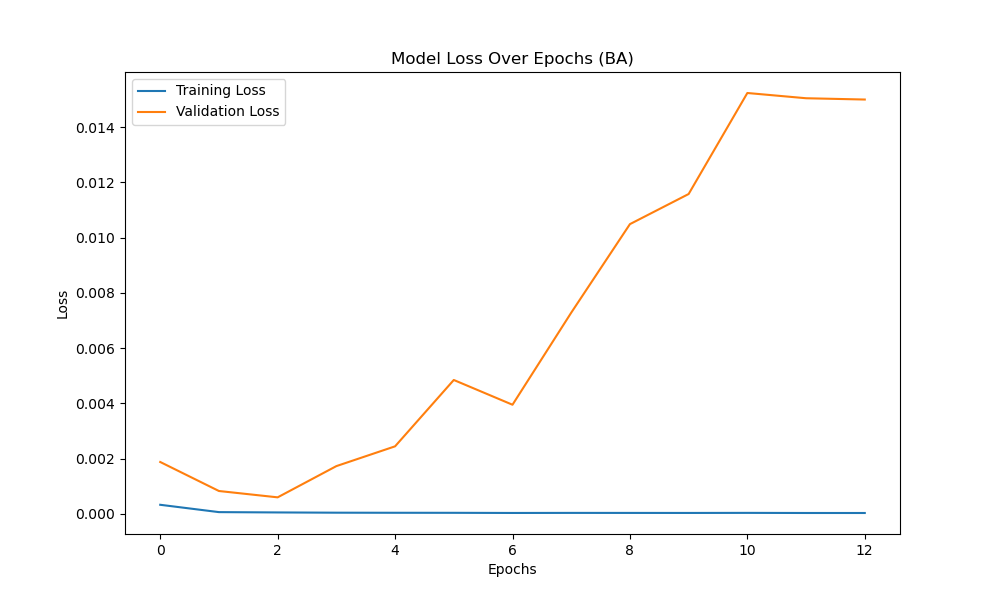 Model Loss Over Epochs (BA)
Training Loss
Validation Loss
0.014
0.012
0.010
0.008
0.006
0.004
0.002
0.000
Loss
0 2 4 6 8 10 12
Epochs